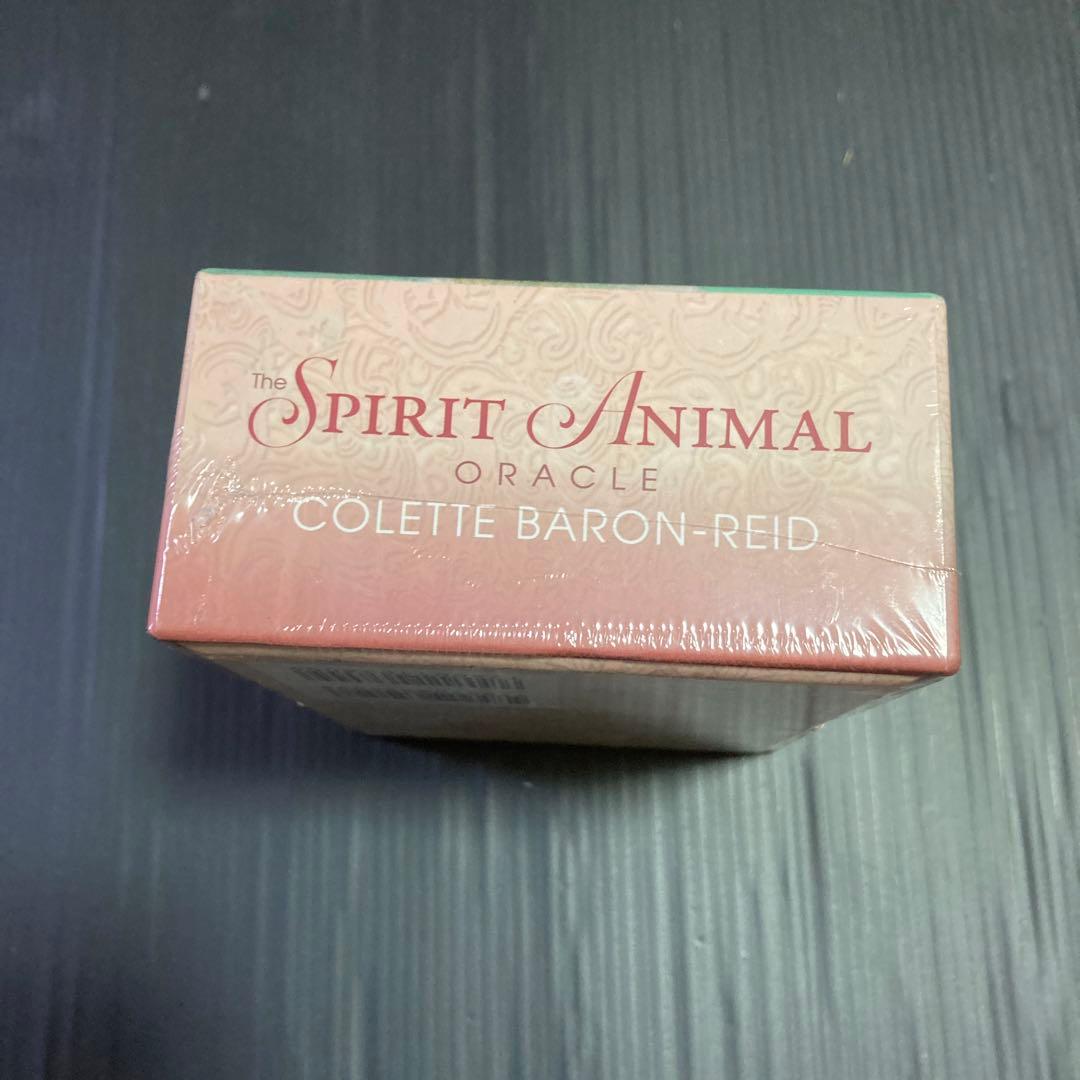 The SPIRIT ANIMAL
ORACLE
COLETTE BARON-REID